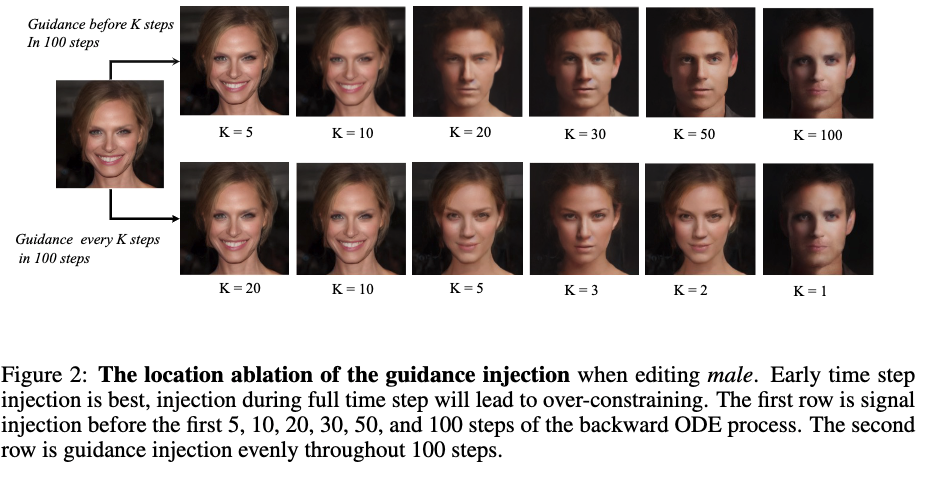 Guidance before K steps
In 100 steps
K = 5
K = 10
K = 20
K = 30
K = 50
K = 100
Guidance every K steps
in 100 steps
K = 20
K = 10
K = 5
K = 3
K = 2
K = 1
Figure 2: The location ablation of the guidance injection when editing male. Early time step
injection is best, injection during full time step will lead to over-constraining. The first row is signal
injection before the first 5, 10, 20, 30, 50, and 100 steps of the backward ODE process. The second
row is guidance injection evenly throughout 100 steps.